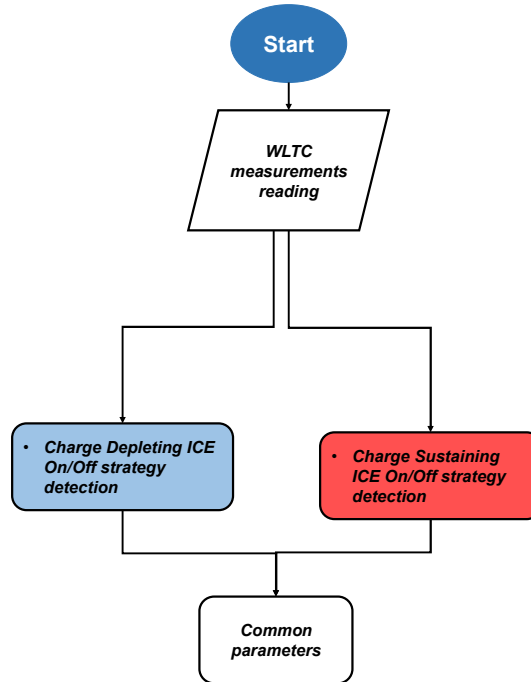 Start
WLTC
measurements
reading
• Charge Depleting ICE
On/Off strategy
detection
• Charge Sustaining
ICE On/Off strategy
detection
Common
parameters